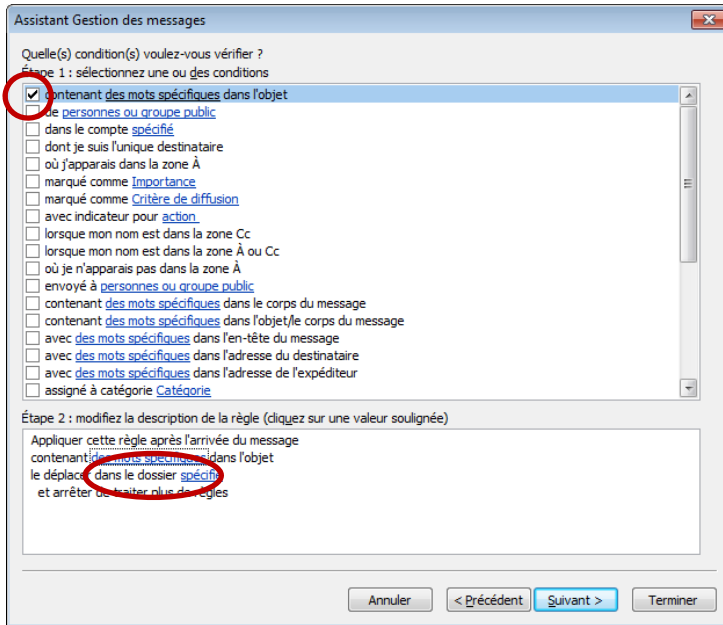 Assistant Gestion des messages
Quelle(s) condition(s) voulez-vous vérifier ?
Étape 1 : sélectionnez une ou des conditions
contenant des mots spécifiques dans l'objet
de personnes ou groupe public
dans le compte spécifié
dont je suis l'unique destinataire
où j'apparais dans la zone À
marqué comme Importance
marqué comme Critère de diffusion
avec indicateur pour action
lorsque mon nom est dans la zone Cc
lorsque mon nom est dans la zone À ou Cc
où je n'apparais pas dans la zone À
envoyé à personnes ou groupe public
contenant des mots spécifiques dans le corps du message
contenant des mots spécifiques dans l'objet/le corps du message
avec des mots spécifiques dans l'en-tête du message
avec des mots spécifiques dans l'adresse du destinataire
avec des mots spécifiques dans l'adresse de l'expéditeur
assigné à catégorie Catégorie
Étape 2 : modifiez la description de la règle (cliquez sur une valeur soulignée)
Appliquer cette règle après l'arrivée du message
contenant des mots spécifiques dans l'objet
le déplacer dans le dossier spécifié
et arrêter de traiter plus de règles
Annuler < Précédent Suivant > Terminer